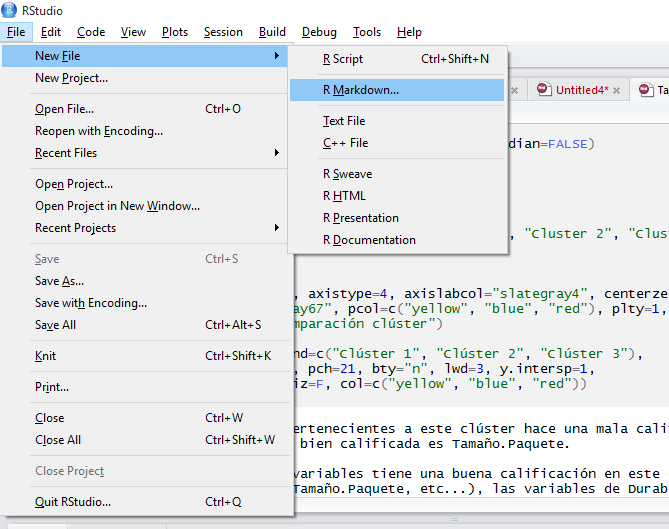 RStudio
File Edit Code View Plots Session Build Debug Tools Help
New File
New Project...
Open File... Ctrl+O
Reopen with Encoding...
Recent Files
Open Project...
Open Project in New Window...
Recent Projects
Save Ctrl+S
Save As...
Save with Encoding...
Save All Ctrl+Alt+S
Knit Ctrl+Shift+K
Print...
Close Ctrl+W
Close All Ctrl+Shift+W
Close Project
Quit RStudio... Ctrl+Q
R Script Ctrl+Shift+N
R Markdown...
Text File
C++ File
R Sweave
R HTML
R Presentation
R Documentation
Untitled4* Ta
dian=FALSE)
, "Cluster 2", "Clus
, axistype=4, axislabcol="slategray4", centerze
ay67", pcol=c("yellow", "blue", "red"), plty=1,
mparación clúster")
nd=c("Clúster 1", "Clúster 2", "Clúster 3"),
, pch=21, bty="n", lwd=3, y.intersp=1,
iz=F, col=c("yellow", "blue", "red"))
ertenecientes a este clúster hace una mala cali
bien calificada es Tamaño.Paquete.
variables tiene una buena calificación en este
Tamaño.Paquete, etc...), las variables de Durab